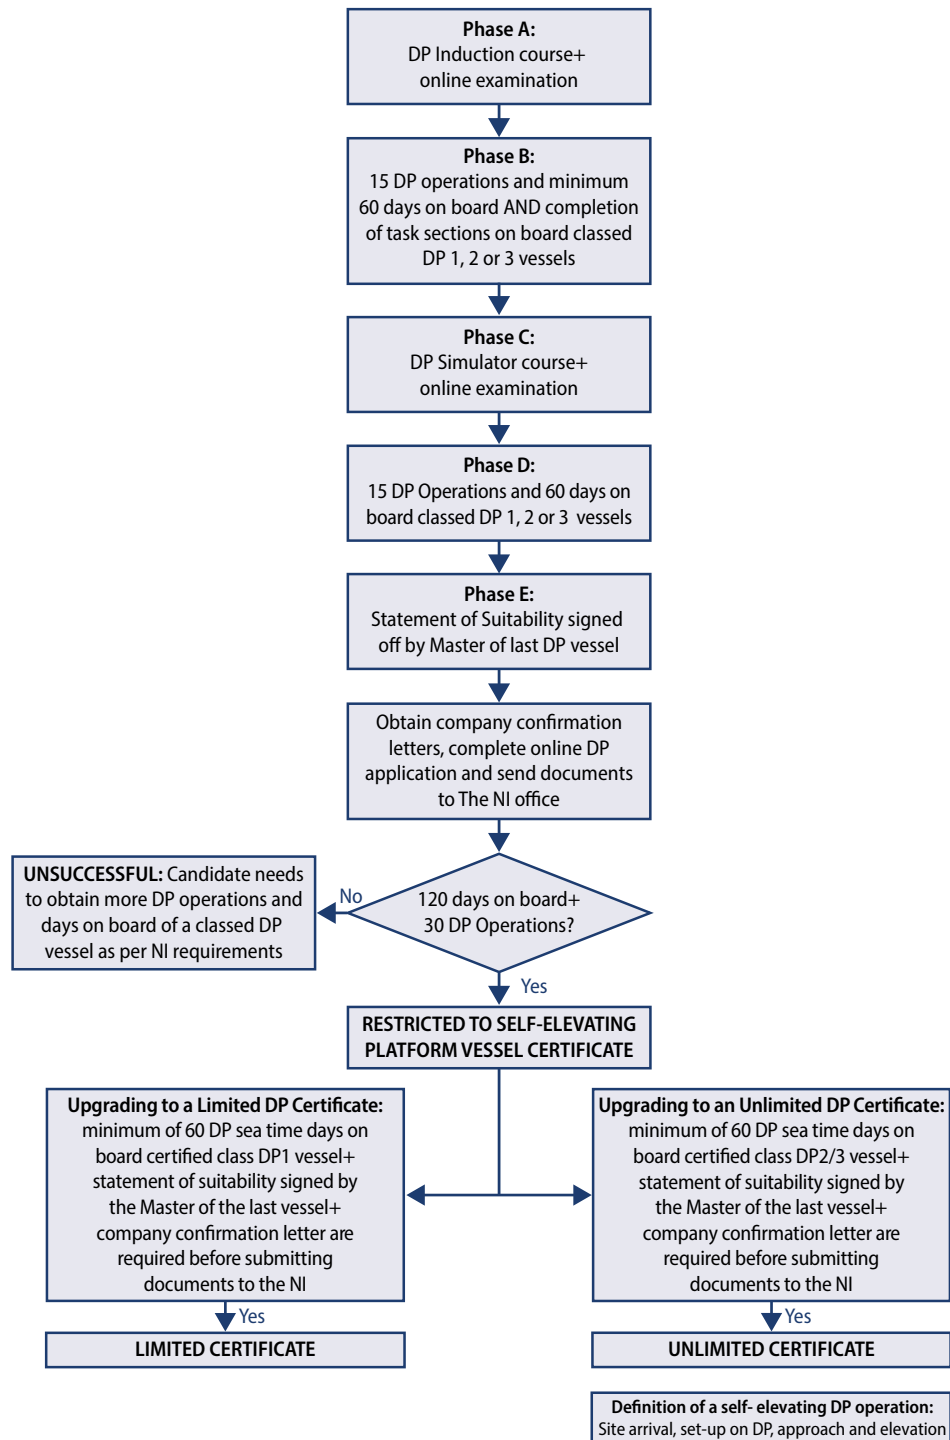 Phase A:
DP Induction course+
online examination
Phase B:
15 DP operations and minimum
60 days on board AND completion
of task sections on board classed
DP 1, 2 or 3 vessels
Phase C:
DP Simulator course+
online examination
Phase D:
15 DP Operations and 60 days on
board classed DP 1, 2 or 3 vessels
Phase E:
Statement of Suitability signed
off by Master of last DP vessel
Obtain company confirmation
letters, complete online DP
application and send documents
to The NI office
120 days on board+
30 DP Operations?
No
UNSUCCESSFUL: Candidate needs
to obtain more DP operations and
days on board of a classed DP
vessel as per NI requirements
Yes
RESTRICTED TO SELF-ELEVATING
PLATFORM VESSEL CERTIFICATE
Upgrading to a Limited DP Certificate:
minimum of 60 DP sea time days on
board certified class DP1 vessel+
statement of suitability signed by
the Master of the last vessel+
company confirmation letter are
required before submitting
documents to the NI
Yes
LIMITED CERTIFICATE
Upgrading to an Unlimited DP Certificate:
minimum of 60 DP sea time days on
board certified class DP2/3 vessel+
statement of suitability signed by
the Master of the last vessel+
company confirmation letter are
required before submitting
documents to the NI
Yes
UNLIMITED CERTIFICATE
Definition of a self- elevating DP operation:
Site arrival, set-up on DP, approach and elevation